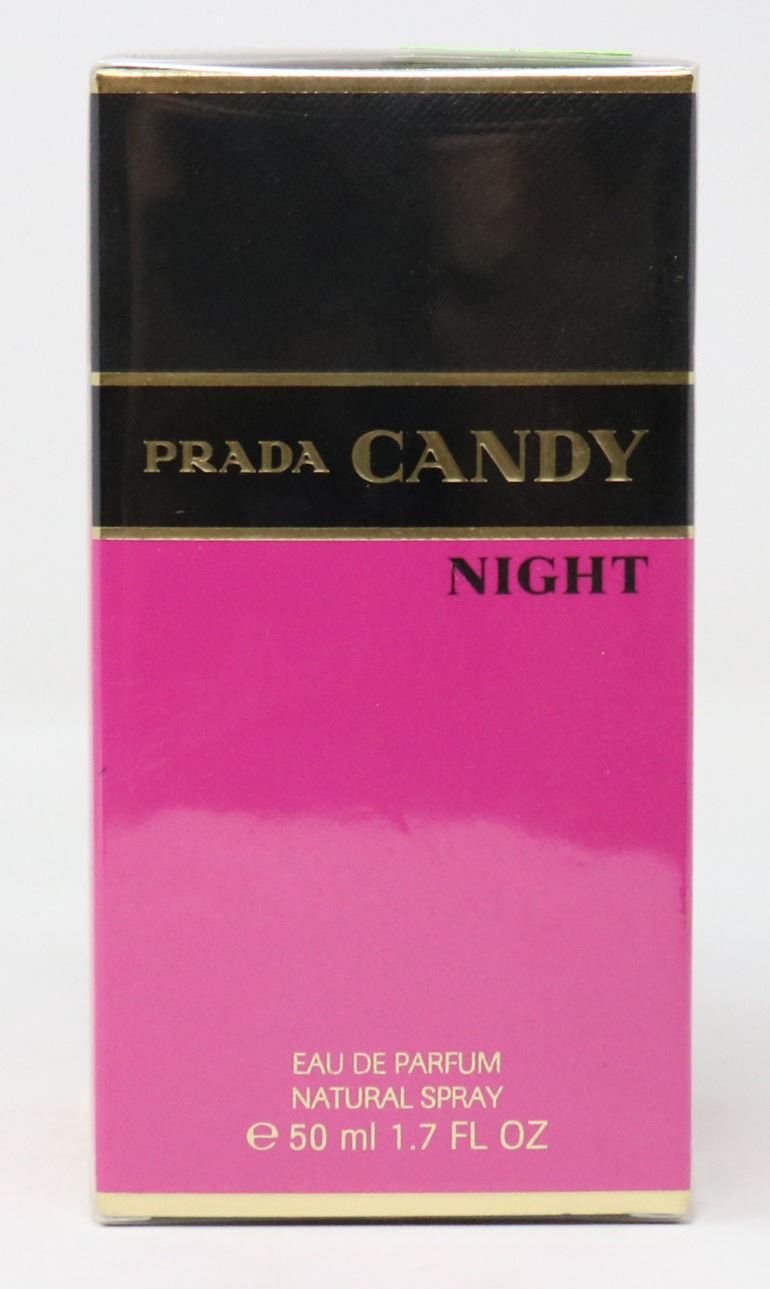 PRADA CANDY
NIGHT
EAU DE PARFUM
NATURAL SPRAY
℮ 50 ml 1.7 FL OZ